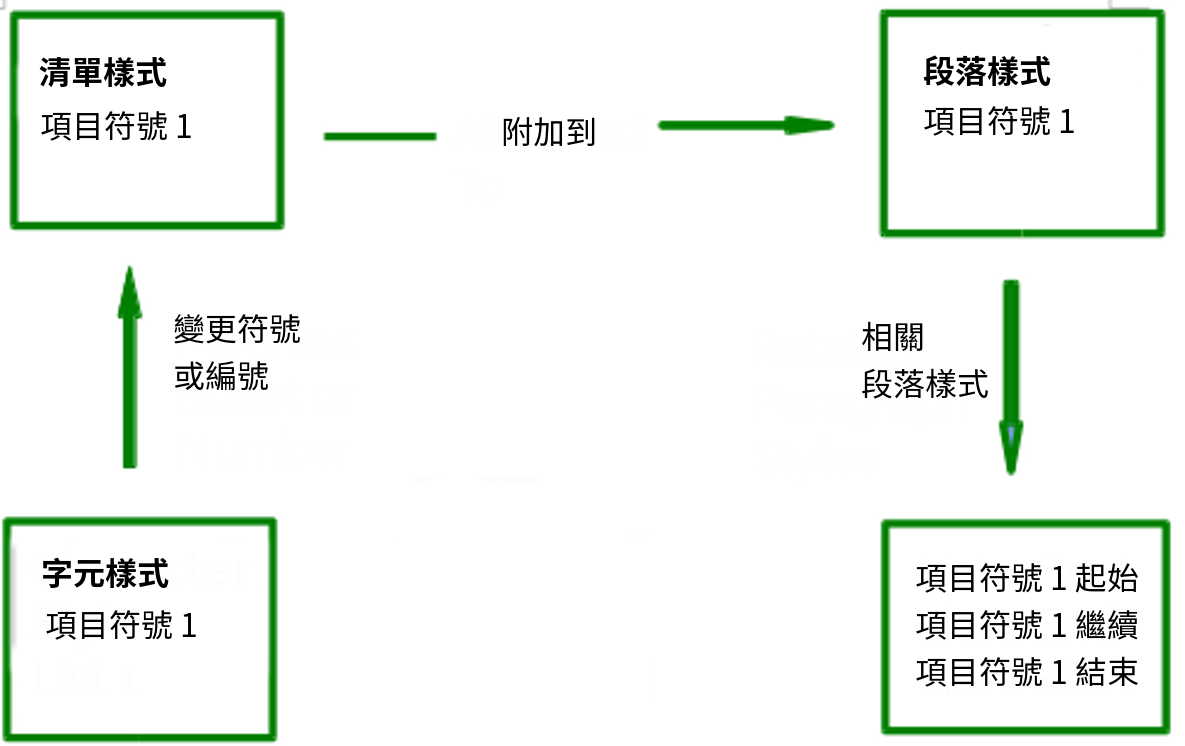 清單樣式
項目符號 1
附加到
段落樣式
項目符號 1
變更符號
或編號
相關
段落樣式
字元樣式
項目符號 1
項目符號 1 起始
項目符號 1 繼續
項目符號 1 結束